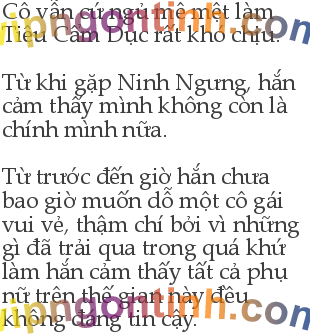 Cô vẫn cứ ngủ mê mệt làm
Tiêu Cẩm Dục rất khó chịu.
Từ khi gặp Ninh Ngưng, hắn
cảm thấy mình không còn là
chính mình nữa.
Từ trước đến giờ hắn chưa
bao giờ muốn dỗ một cô gái
vui vẻ, thậm chí bởi vì những
gì đã trải qua trong quá khứ
làm hắn cảm thấy tất cả phụ
nữ trên thế gian này đều
không đáng tin cậy.
vipngontinh.com
vipngontinh.com